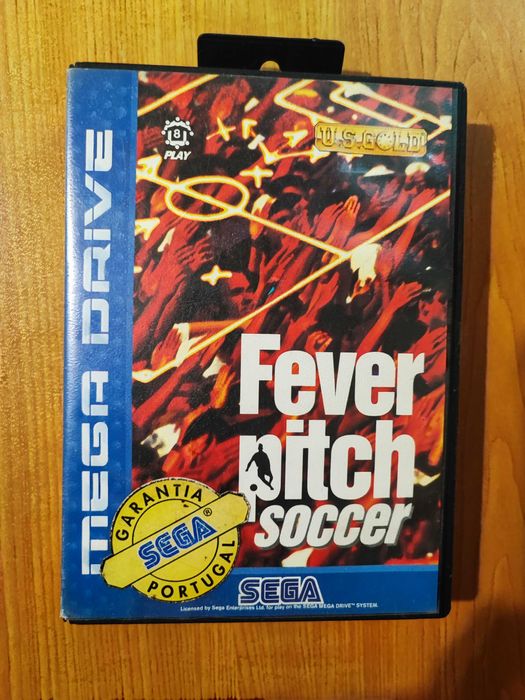 MEGA DRIVE
8
PLAY
U.S.GOLD
Fever
pitch
soccer
GARANTIA
SEGA®
PORTUGAL
SEGA
Licensed by Sega Enterprises Ltd. for play on the SEGA MEGA DRIVE™ SYSTEM.